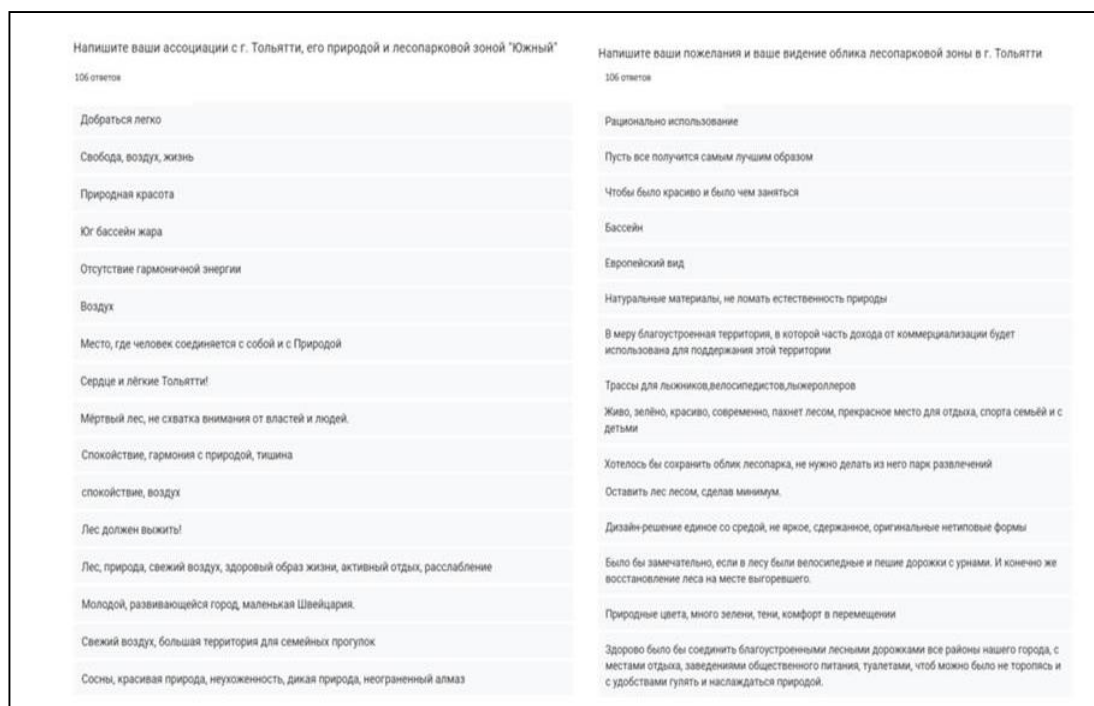 Напишите ваши ассоциации с г. Тольятти, его природой и лесопарковой зоной "Южный"
106 ответов
Добраться легко
Свобода, воздух, жизнь
Природная красота
Юг бассейн жара
Отсутствие гармоничной энергии
Воздух
Место, где человек соединяется с собой и с Природой
Сердце и лёгкие Тольятти!
Мёртвый лес, не схватка внимания от властей и людей.
Спокойствие, гармония с природой, тишина
спокойствие, воздух
Лес должен выжить!
Лес, природа, свежий воздух, здоровый образ жизни, активный отдых, расслабление
Молодой, развивающейся город, маленькая Швейцария.
Свежий воздух, большая территория для семейных прогулок
Сосны, красивая природа, неухоженность, дикая природа, неограненный алмаз
Напишите ваши пожелания и ваше видение облика лесопарковой зоны в г. Тольятти
106 ответов
Рационально использование
Пусть все получится самым лучшим образом
Чтобы было красиво и было чем заняться
Бассейн
Европейский вид
Натуральные материалы, не ломать естественность природы
В меру благоустроенная территория, в которой часть дохода от коммерциализации будет
использована для поддержания этой территории
Трассы для лыжников,велосипедистов,лыжероллеров
Живо, зелёно, красиво, современно, пахнет лесом, прекрасное место для отдыха, спорта семьёй и с
детьми
Хотелось бы сохранить облик лесопарка, не нужно делать из него парк развлечений
Оставить лес лесом, сделав минимум.
Дизайн-решение единое со средой, не яркое, сдержанное, оригинальные нетиповые формы
Было бы замечательно, если в лесу были велосипедные и пешие дорожки с урнами. И конечно же
восстановление леса на месте выгоревшего.
Природные цвета, много зелени, тени, комфорт в перемещении
Здорово было бы соединить благоустроенными лесными дорожками все районы нашего города, с
местами отдыха, заведениями общественного питания, туалетами, чтоб можно было не торопясь и
с удобствами гулять и наслаждаться природой.